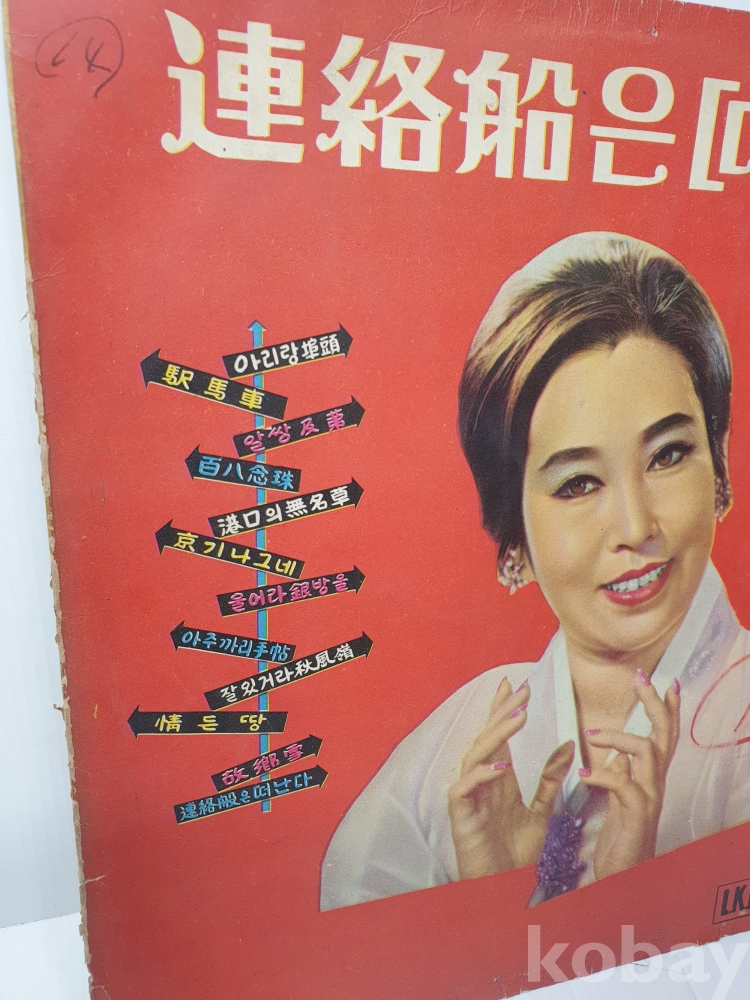 14
連絡船은 [
아리랑埠頭
駅馬車
알쌍及第
百八念珠
港口의無名草
京기나그네
울어라銀방울
아주까리手帖
잘있거라秋風嶺
情든땅
故鄕雪
連絡船은떠난다
LK
kobay